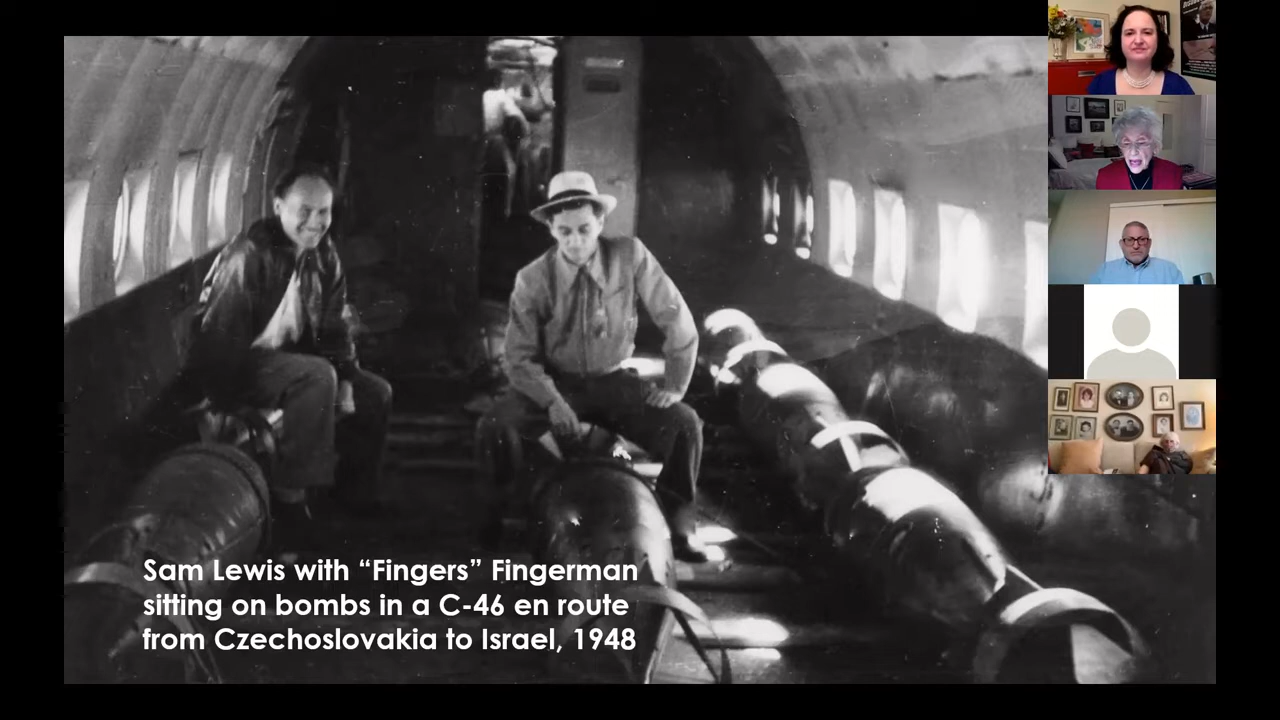 Sam Lewis with “Fingers” Fingerman
sitting on bombs in a C-46 en route
from Czechoslovakia to Israel, 1948